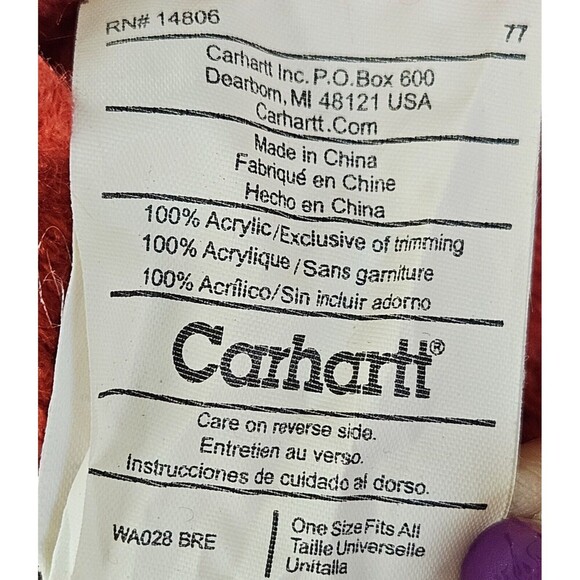 RN# 14806
77
Carhartt Inc. P.O.Box 600
Dearborn, MI 48121 USA
Carhartt.Com
Made in China
Fabriqué en Chine
Hecho en China
100% Acrylic/Exclusive of trimming
100% Acrylique/Sans garniture
100% Acrílico/Sin incluir adorno
Carhartt®
Care on reverse side.
Entretien au verso.
Instrucciones de cuidado al dorso.
WA028 BRE
One Size Fits All
Taille Universelle
Unitalla